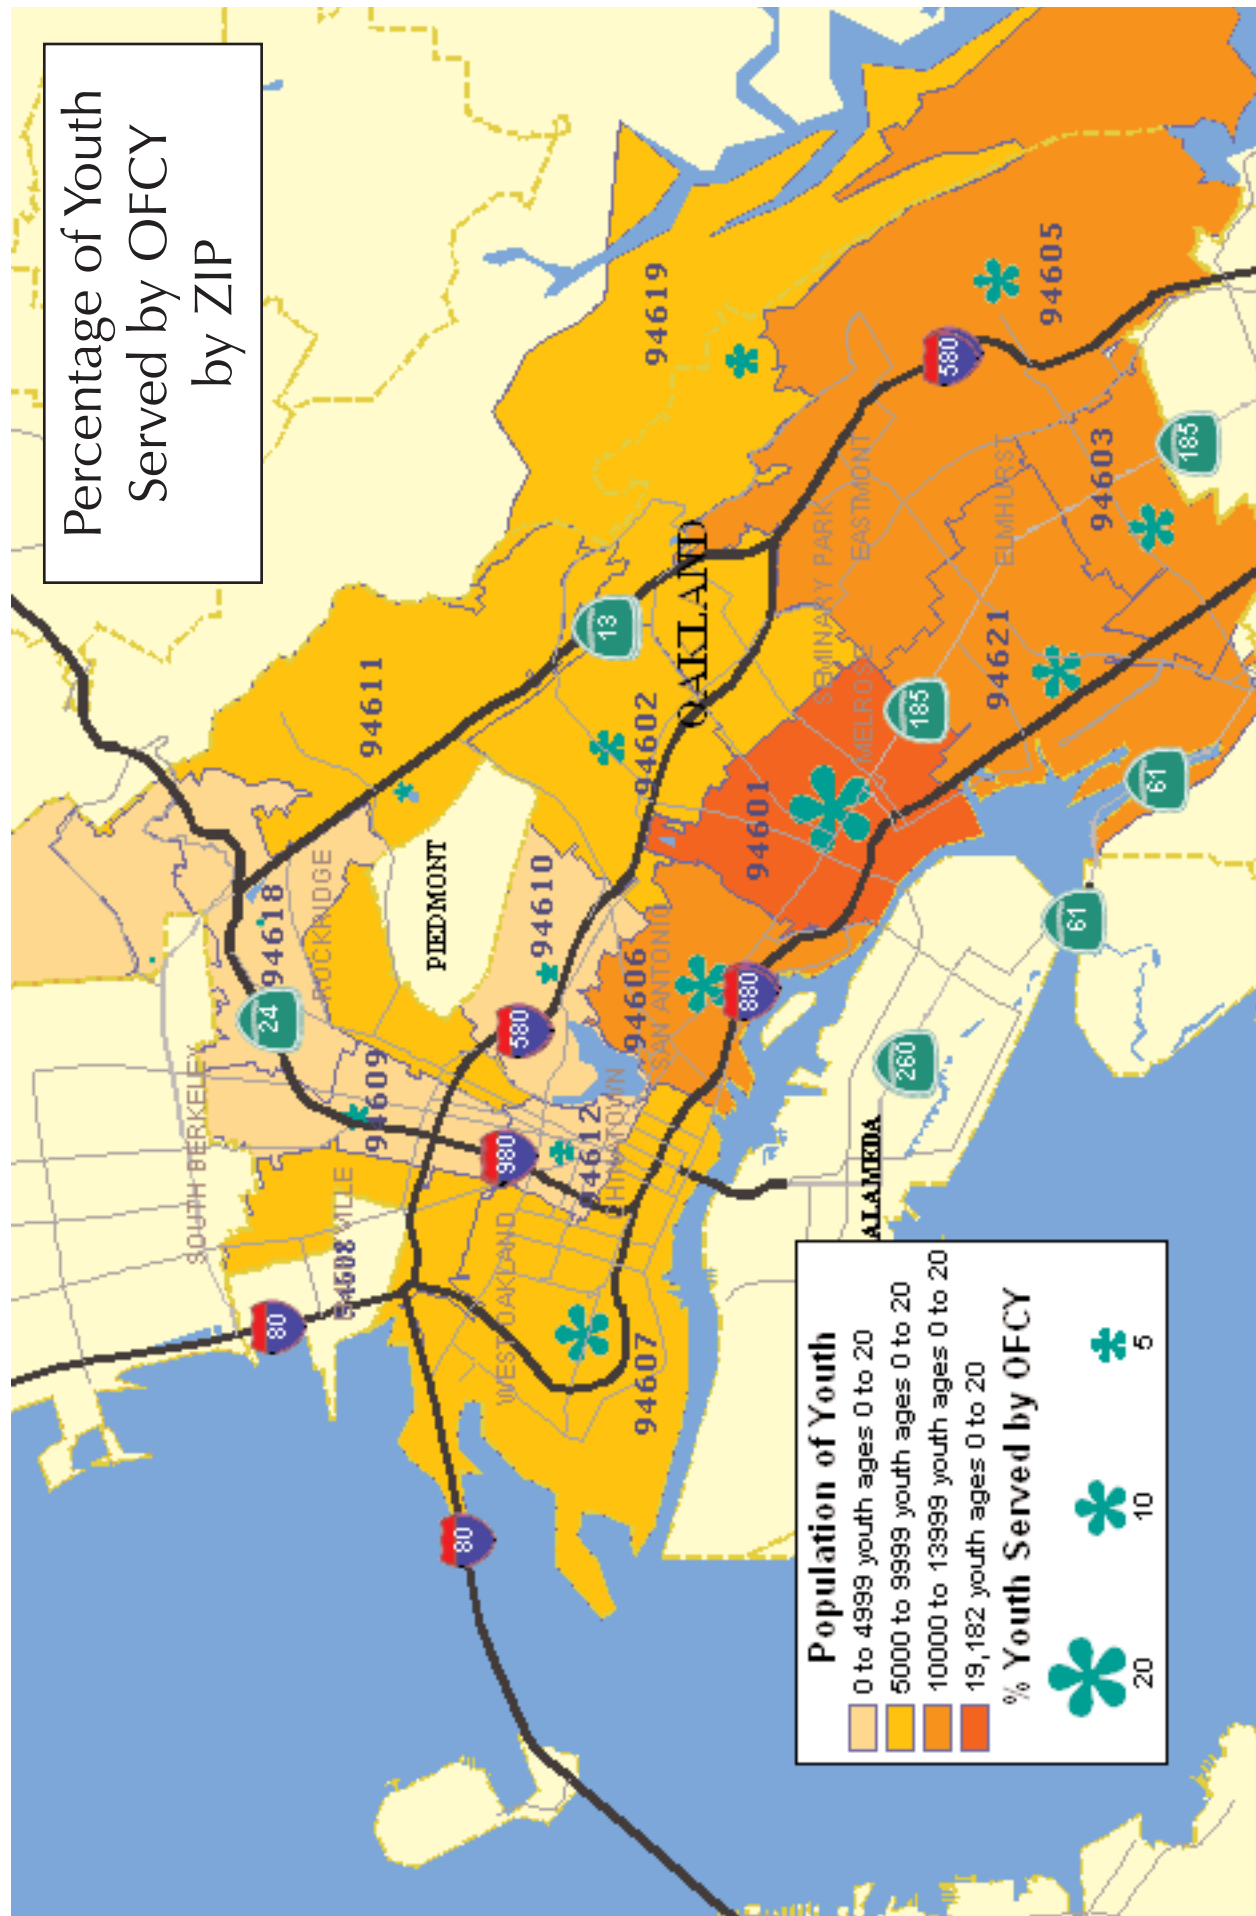 Percentage of Youth
Served by OFCY
by ZIP
24
13
80
80
980
580
580
880
185
185
61
61
260
94618
94611
94619
94609
94610
94602
94612
94606
94601
94607
94621
94603
94605
SOUTH BERKELEY
ROCKRIDGE
PIEDMONT
OAKLAND
WEST OAKLAND
SAN ANTONIO
SEMINARY PARK
EASTMONT
MELROSE
ELMHURST
ALAMEDA
Population of Youth
0 to 4999 youth ages 0 to 20
5000 to 9999 youth ages 0 to 20
10000 to 13999 youth ages 0 to 20
19,182 youth ages 0 to 20
% Youth Served by OFCY
20
10
5